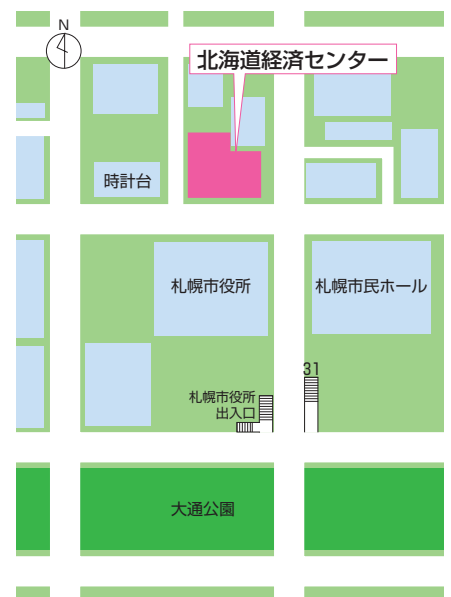 N
北海道経済センター
時計台
札幌市役所
札幌市民ホール
31
札幌市役所
出入口
大通公園